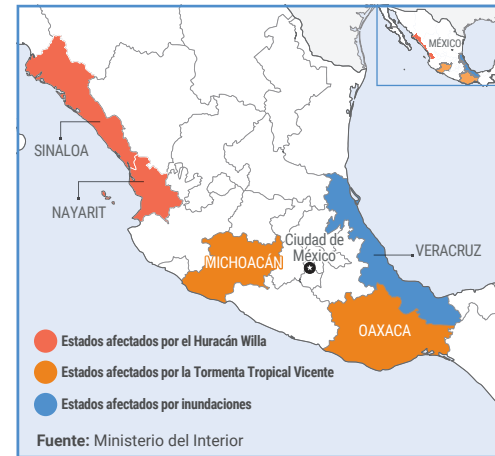 MÉXICO
SINALOA
NAYARIT
MICHOACÁN
Ciudad de
México
VERACRUZ
OAXACA
Estados afectados por el Huracán Willa
Estados afectados por la Tormenta Tropical Vicente
Estados afectados por inundaciones
Fuente: Ministerio del Interior